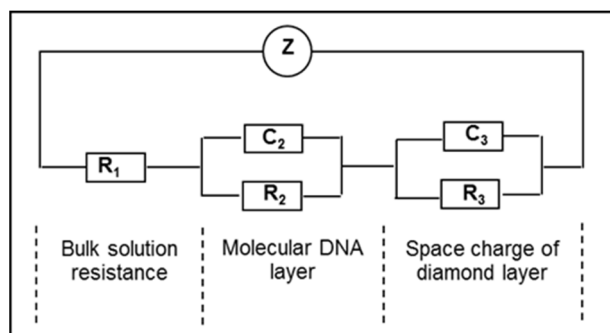 Z
C₂
C₃
R₁
R₂
R₃
Bulk solution
resistance
Molecular DNA
layer
Space charge of
diamond layer